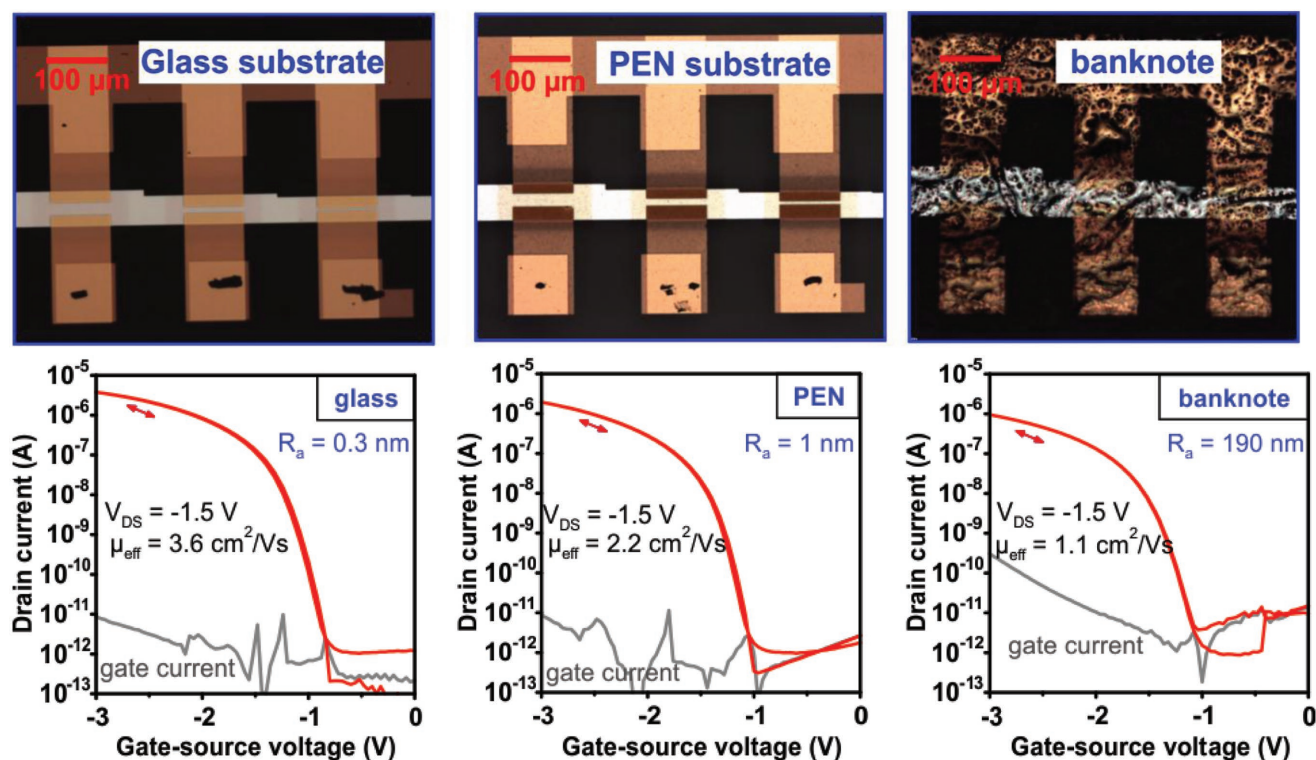 Glass substrate
100 µm
PEN substrate
100 µm
banknote
100 µm
10⁻⁵
10⁻⁶
10⁻⁷
10⁻⁸
10⁻⁹
10⁻¹⁰
10⁻¹¹
10⁻¹²
10⁻¹³
Drain current (A)
glass
Rₐ = 0.3 nm
V_DS = -1.5 V
μ_eff = 3.6 cm²/Vs
gate current
-3 -2 -1 0
Gate-source voltage (V)
10⁻⁵
10⁻⁶
10⁻⁷
10⁻⁸
10⁻⁹
10⁻¹⁰
10⁻¹¹
10⁻¹²
10⁻¹³
Drain current (A)
PEN
Rₐ = 1 nm
V_DS = -1.5 V
μ_eff = 2.2 cm²/Vs
gate current
-3 -2 -1 0
Gate-source voltage (V)
10⁻⁵
10⁻⁶
10⁻⁷
10⁻⁸
10⁻⁹
10⁻¹⁰
10⁻¹¹
10⁻¹²
10⁻¹³
Drain current (A)
banknote
Rₐ = 190 nm
V_DS = -1.5 V
μ_eff = 1.1 cm²/Vs
gate current
-3 -2 -1 0
Gate-source voltage (V)